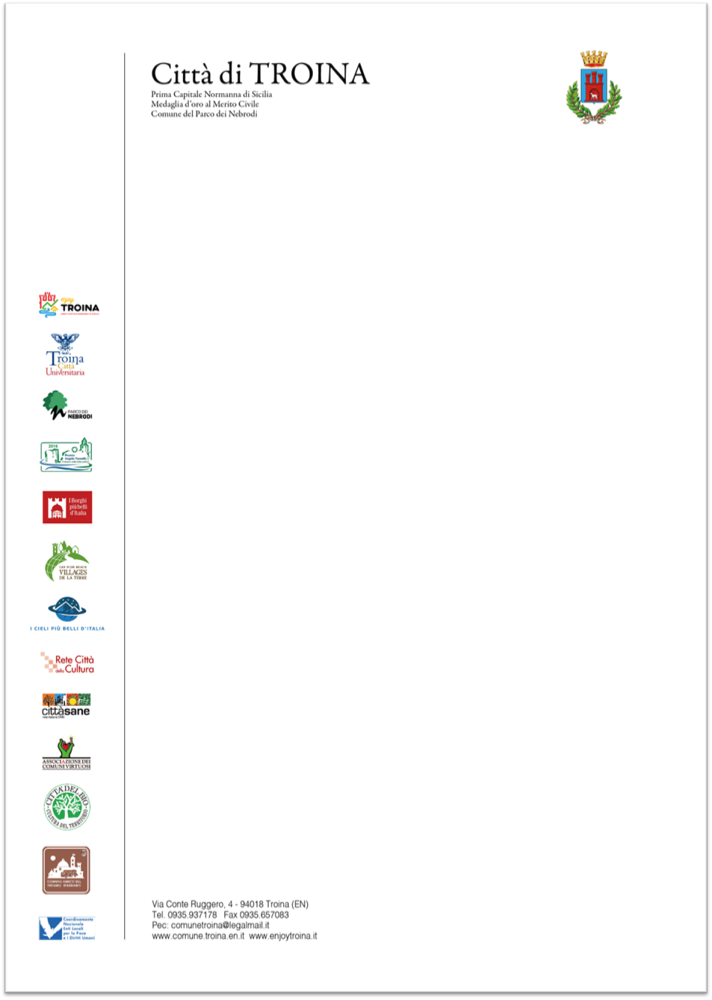 Città di TROINA
Prima Capitale Normanna di Sicilia
Medaglia d'oro al Merito Civile
Comune del Parco dei Nebrodi
enjoy
TROINA
Troina
Città
Universitaria
PARCO DEI
NEBRODI
2016
Premio
Angelo Vassallo
I Borghi
più belli
d'Italia
LES PLUS BEAUX
VILLAGES
DE LA TERRE
I CIELI PIÙ BELLI D'ITALIA
Rete Città
della Cultura
cittàsane
rete italiana OMS
ASSOCIAZIONE DEI
COMUNI VIRTUOSI
CITTÀ DEL BIO
CULTURA DEL TERRITORIO
COMUNE AMICO DEL
TURISMO ITINERANTE
Coordinamento
Nazionale
Enti Locali
per la Pace
e i Diritti Umani
Via Conte Ruggero, 4 - 94018 Troina (EN)
Tel. 0935.937178 Fax 0935.657083
Pec: comunetroina@legalmail.it
www.comune.troina.en.it www.enjoytroina.it